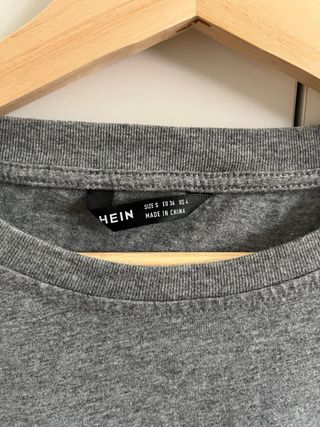 HEIN
SIZE S EU 36 US 4
MADE IN CHINA